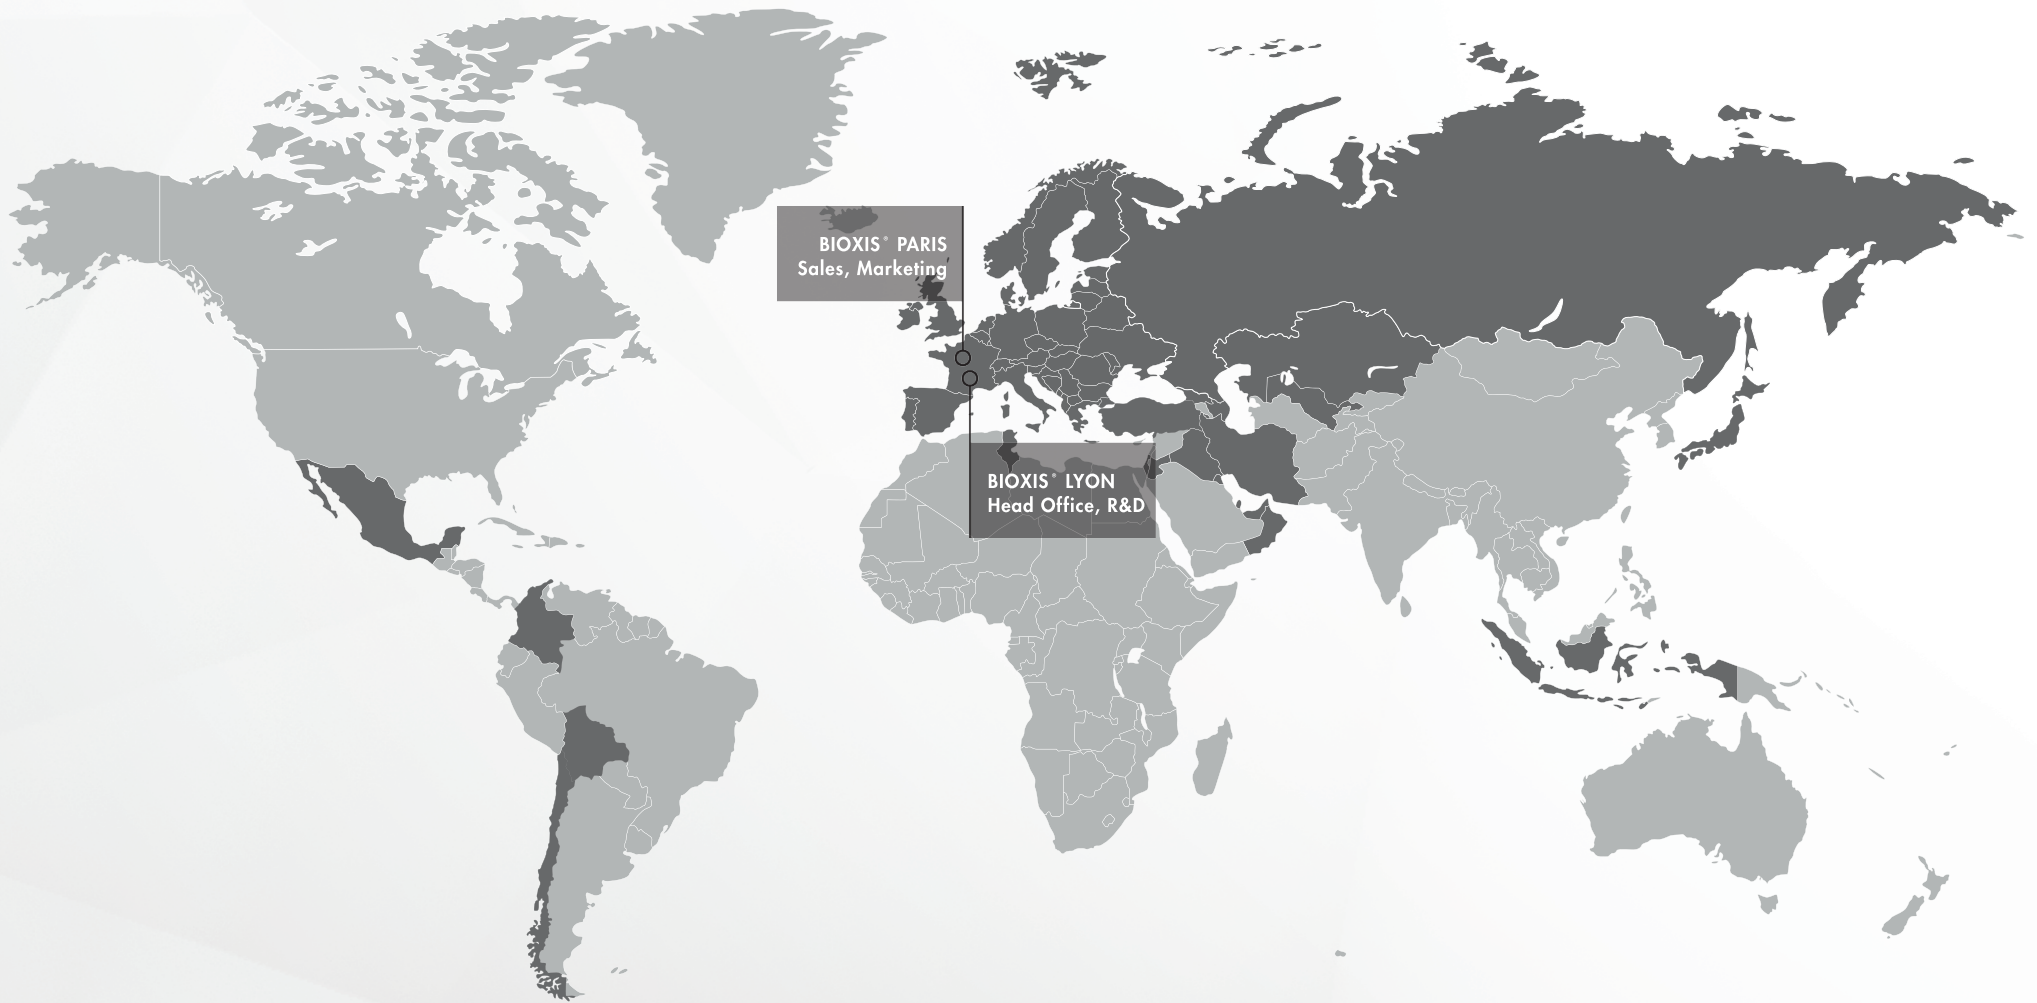 BIOXIS® PARIS
Sales, Marketing
BIOXIS® LYON
Head Office, R&D